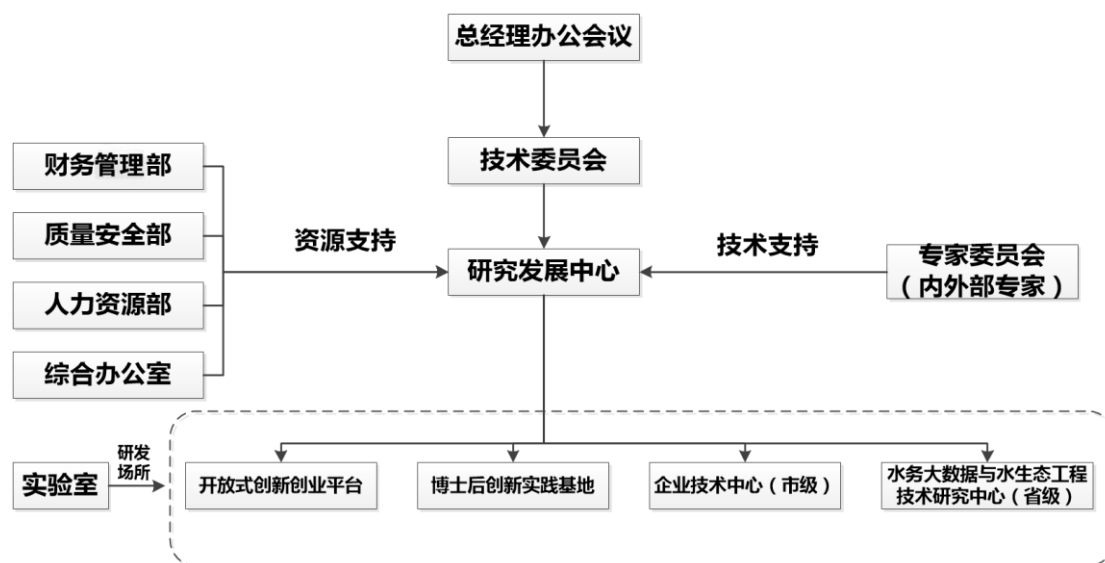 总经理办公会议
技术委员会
财务管理部
质量安全部
人力资源部
综合办公室
资源支持
研究发展中心
技术支持
专家委员会
（内外部专家）
实验室
研发
场所
开放式创新创业平台
博士后创新实践基地
企业技术中心（市级）
水务大数据与水生态工程
技术研究中心（省级）